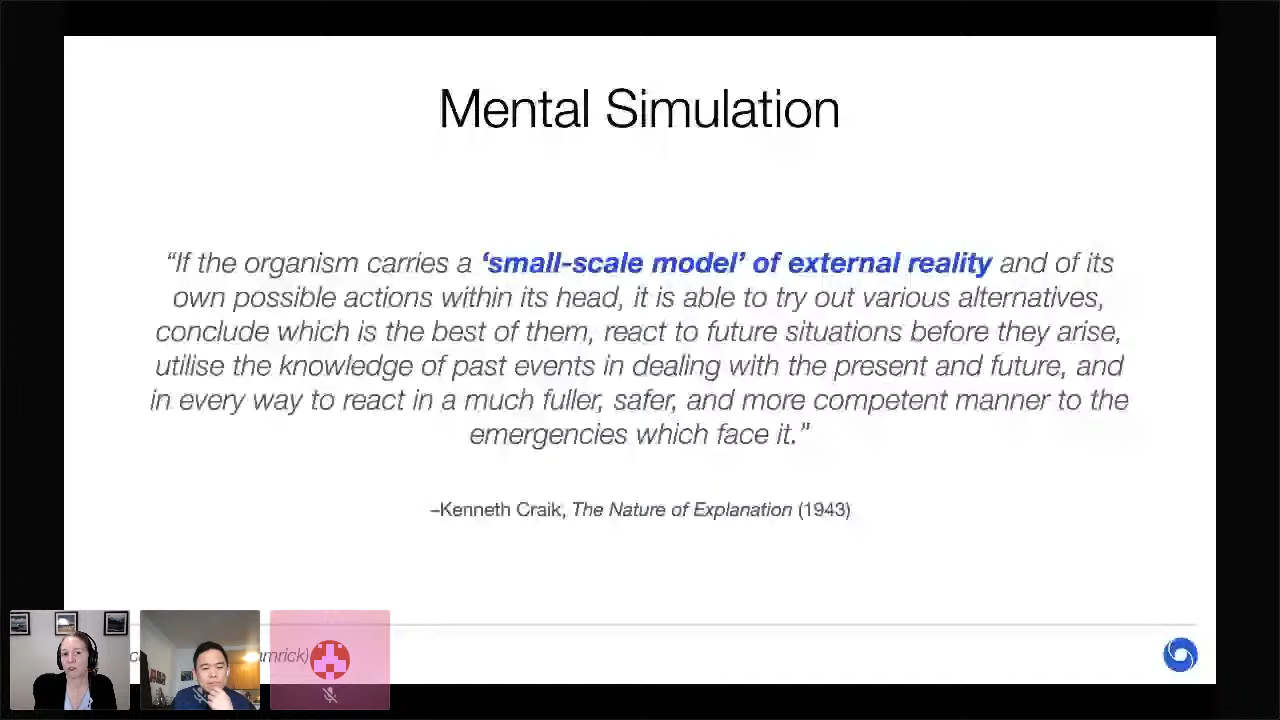 Mental Simulation
“If the organism carries a ‘small-scale model’ of external reality and of its
own possible actions within its head, it is able to try out various alternatives,
conclude which is the best of them, react to future situations before they arise,
utilise the knowledge of past events in dealing with the present and future, and
in every way to react in a much fuller, safer, and more competent manner to the
emergencies which face it.”
–Kenneth Craik, The Nature of Explanation (1943)